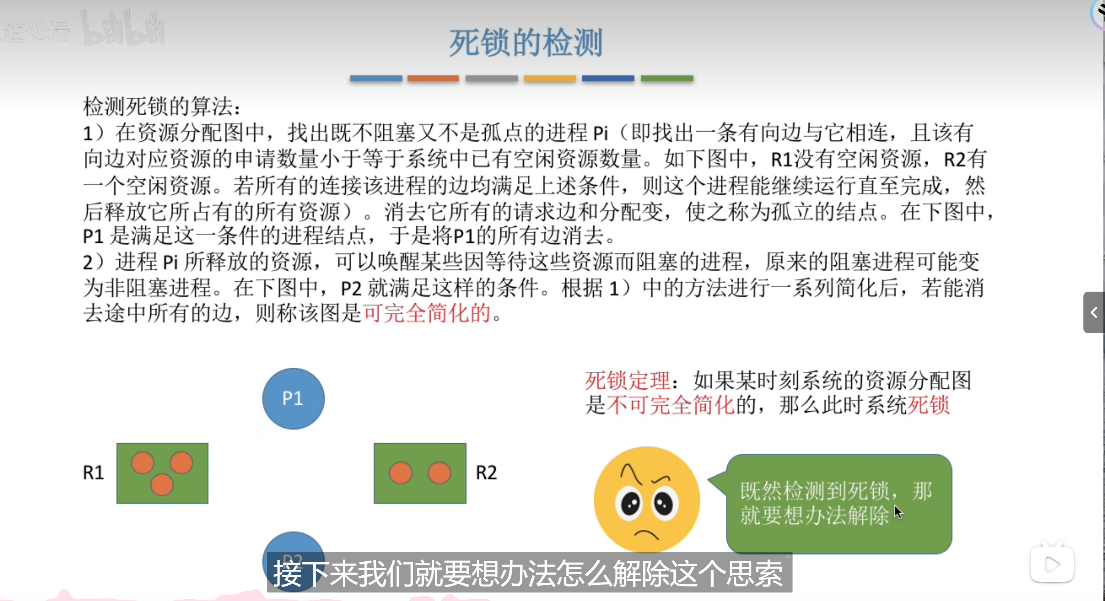 死锁的检测
检测死锁的算法：
1）在资源分配图中，找出既不阻塞又不是孤点的进程 Pi（即找出一条有向边与它相连，且该有
向边对应资源的申请数量小于等于系统中已有空闲资源数量。如下图中，R1没有空闲资源，R2有
一个空闲资源。若所有的连接该进程的边均满足上述条件，则这个进程能继续运行直至完成，然
后释放它所占有的所有资源）。消去它所有的请求边和分配变，使之称为孤立的结点。在下图中，
P1 是满足这一条件的进程结点，于是将P1的所有边消去。
2）进程 Pi 所释放的资源，可以唤醒某些因等待这些资源而阻塞的进程，原来的阻塞进程可能变
为非阻塞进程。在下图中，P2 就满足这样的条件。根据 1）中的方法进行一系列简化后，若能消
去途中所有的边，则称该图是可完全简化的。
P1
R1
R2
死锁定理：如果某时刻系统的资源分配图
是不可完全简化的，那么此时系统死锁
既然检测到死锁，那
就要想办法解除
接下来我们就要想办法怎么解除这个思索